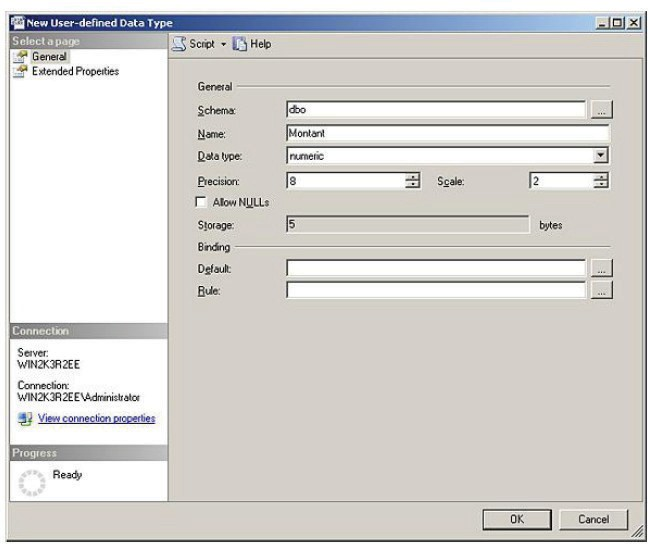 New User-defined Data Type
Select a page
General
Extended Properties
Script
Help
General
Schema: dbo ...
Name: Montant
Data type: numeric
Precision: 8 Scale: 2
Allow NULLs
Storage: 5 bytes
Binding
Default: ...
Rule: ...
Connection
Server:
WIN2K3R2EE
Connection:
WIN2K3R2EE\Administrator
View connection properties
Progress
Ready
OK Cancel